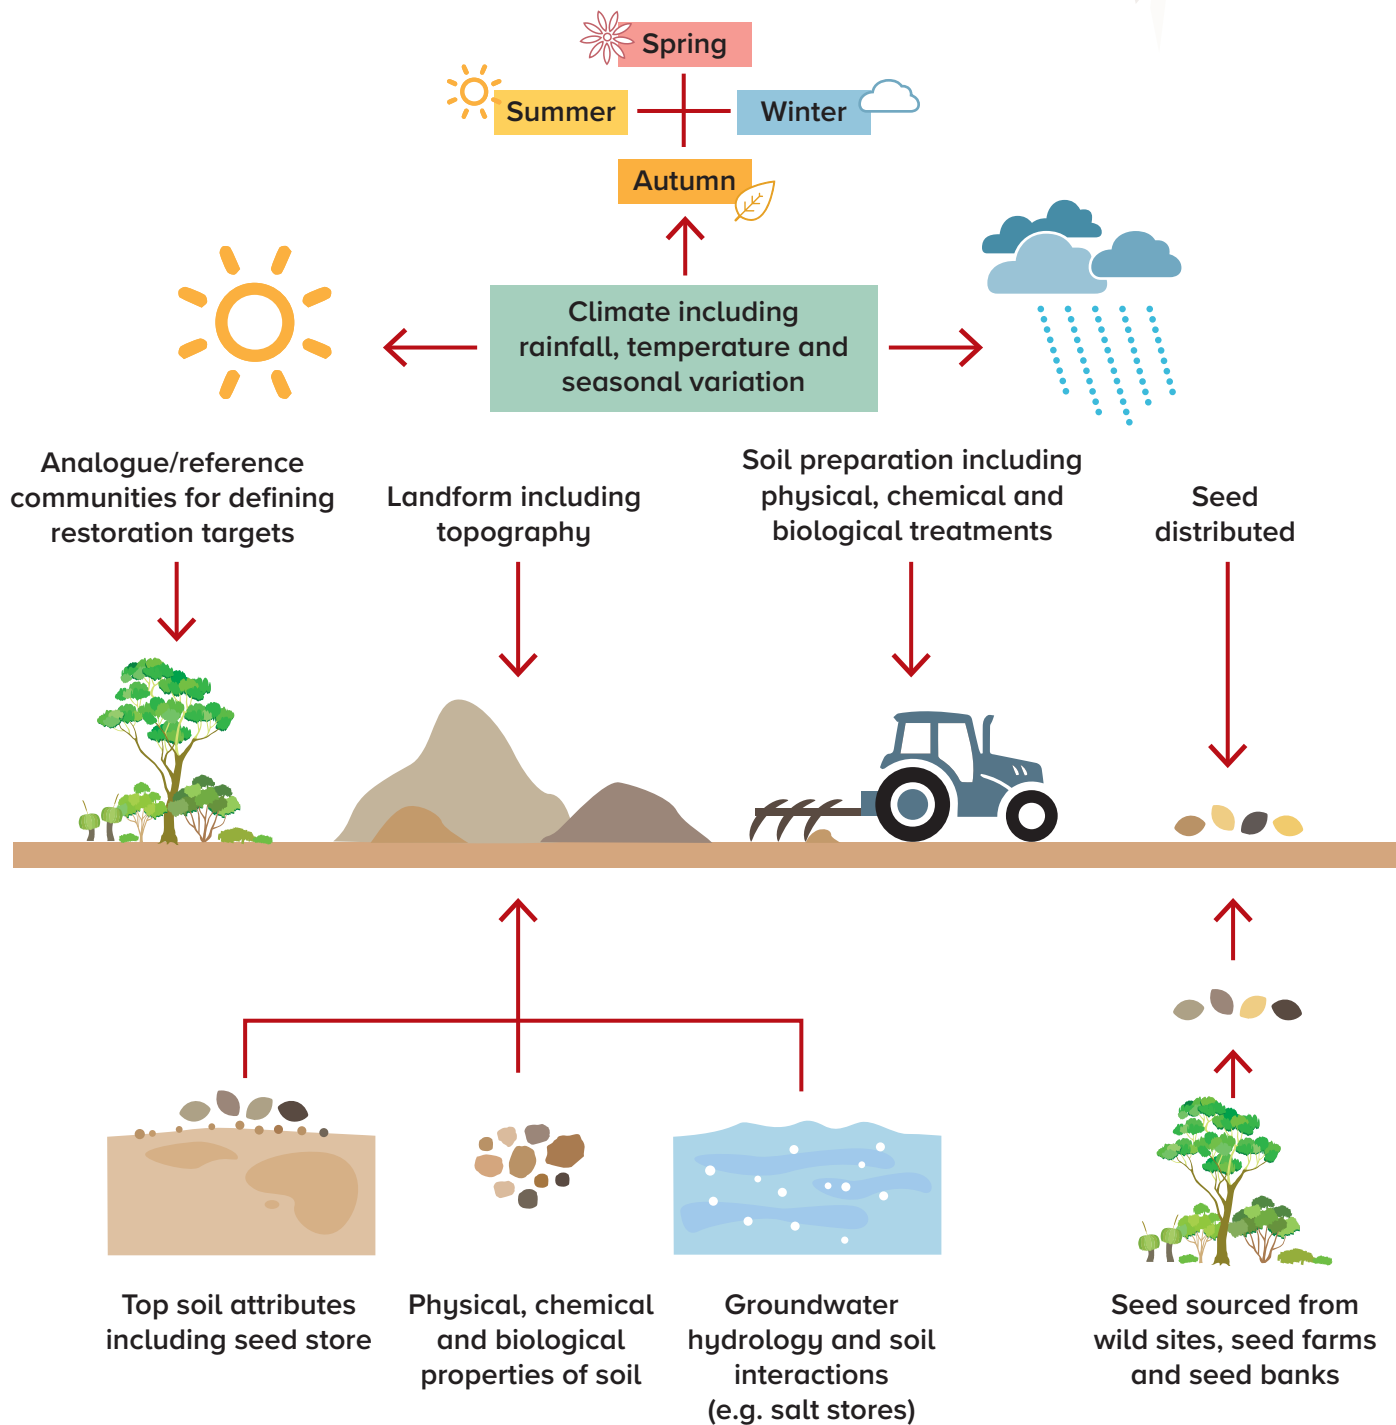 Spring
Summer
Winter
Autumn
Climate including
rainfall, temperature and
seasonal variation
Analogue/reference
communities for defining
restoration targets
Landform including
topography
Soil preparation including
physical, chemical and
biological treatments
Seed
distributed
Top soil attributes
including seed store
Physical, chemical
and biological
properties of soil
Groundwater
hydrology and soil
interactions
(e.g. salt stores)
Seed sourced from
wild sites, seed farms
and seed banks